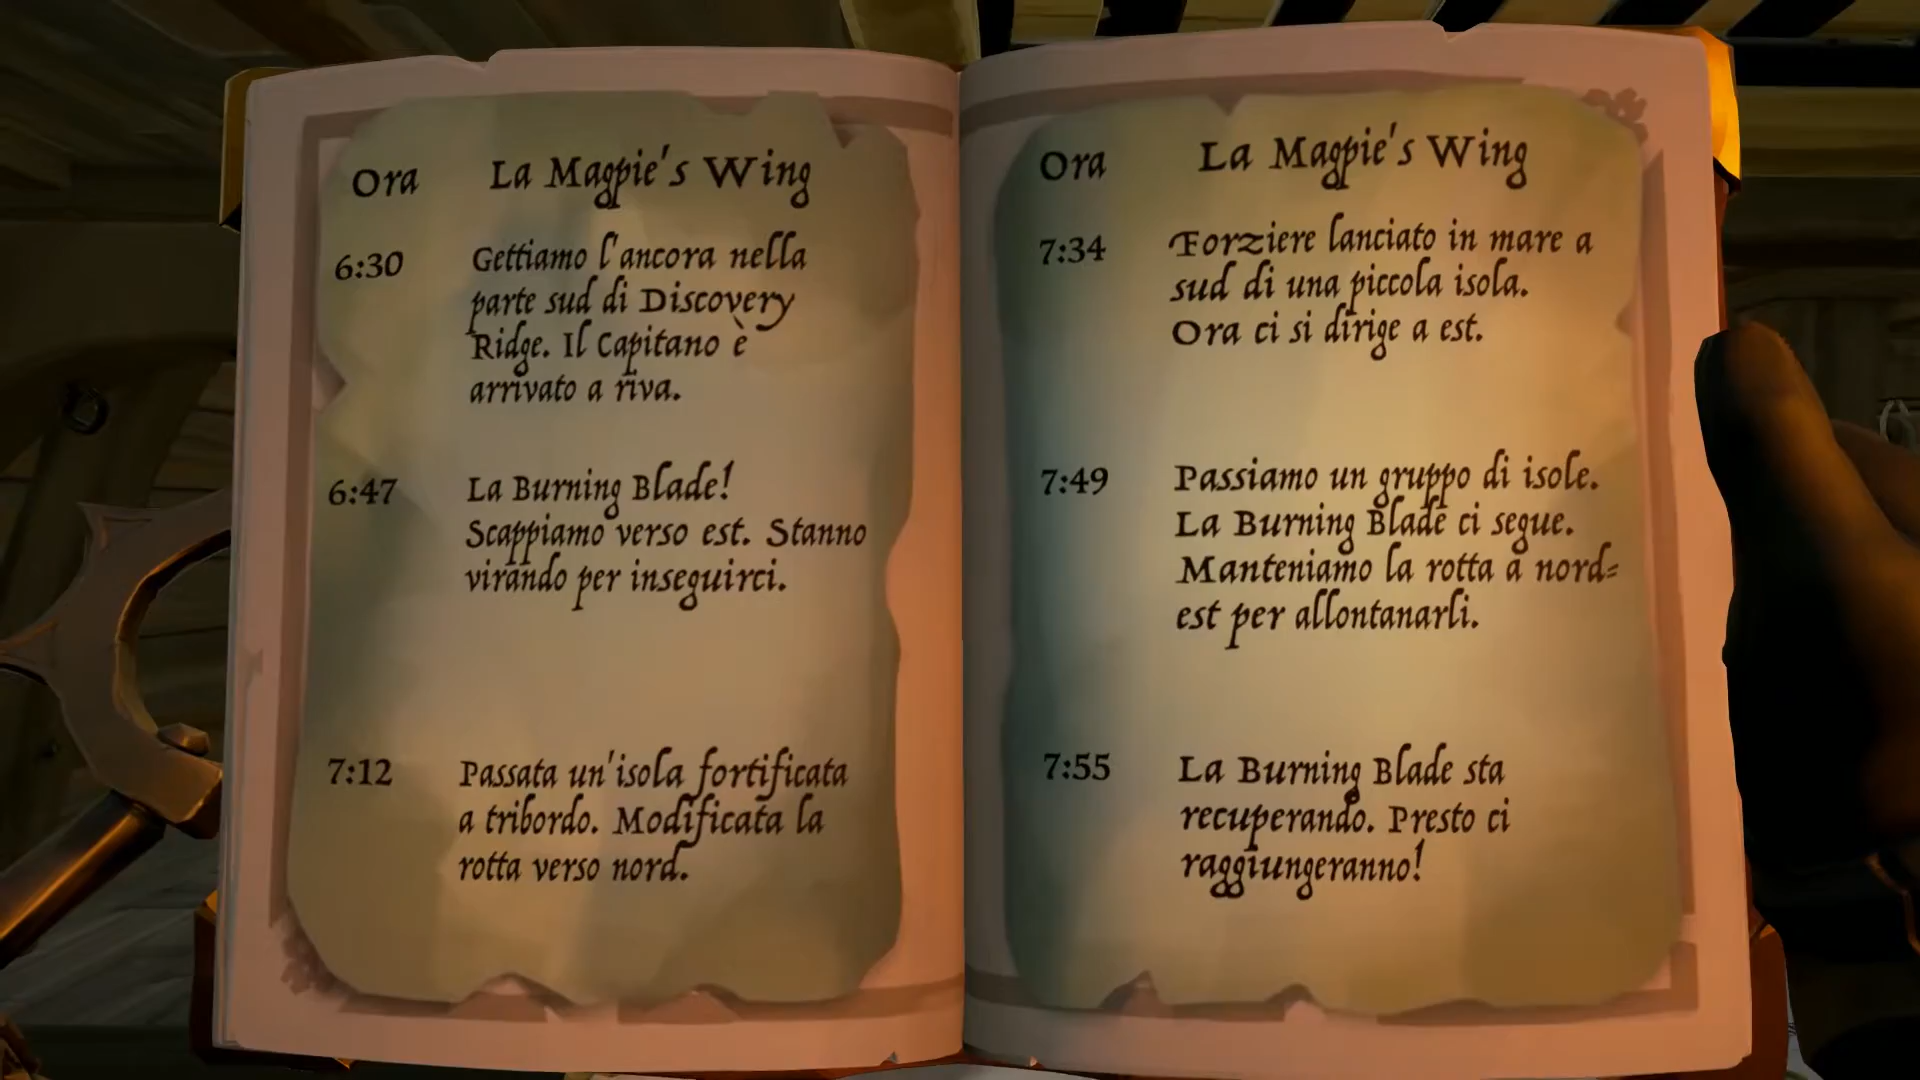 Ora La Magpie's Wing
6:30 Gettiamo l'ancora nella
parte sud di Discovery
Ridge. Il Capitano è
arrivato a riva.
6:47 La Burning Blade!
Scappiamo verso est. Stanno
virando per inseguirci.
7:12 Passata un'isola fortificata
a tribordo. Modificata la
rotta verso nord.
Ora La Magpie's Wing
7:34 Forziere lanciato in mare a
sud di una piccola isola.
Ora ci si dirige a est.
7:49 Passiamo un gruppo di isole.
La Burning Blade ci segue.
Manteniamo la rotta a nord-
est per allontanarli.
7:55 La Burning Blade sta
recuperando. Presto ci
raggiungeranno!